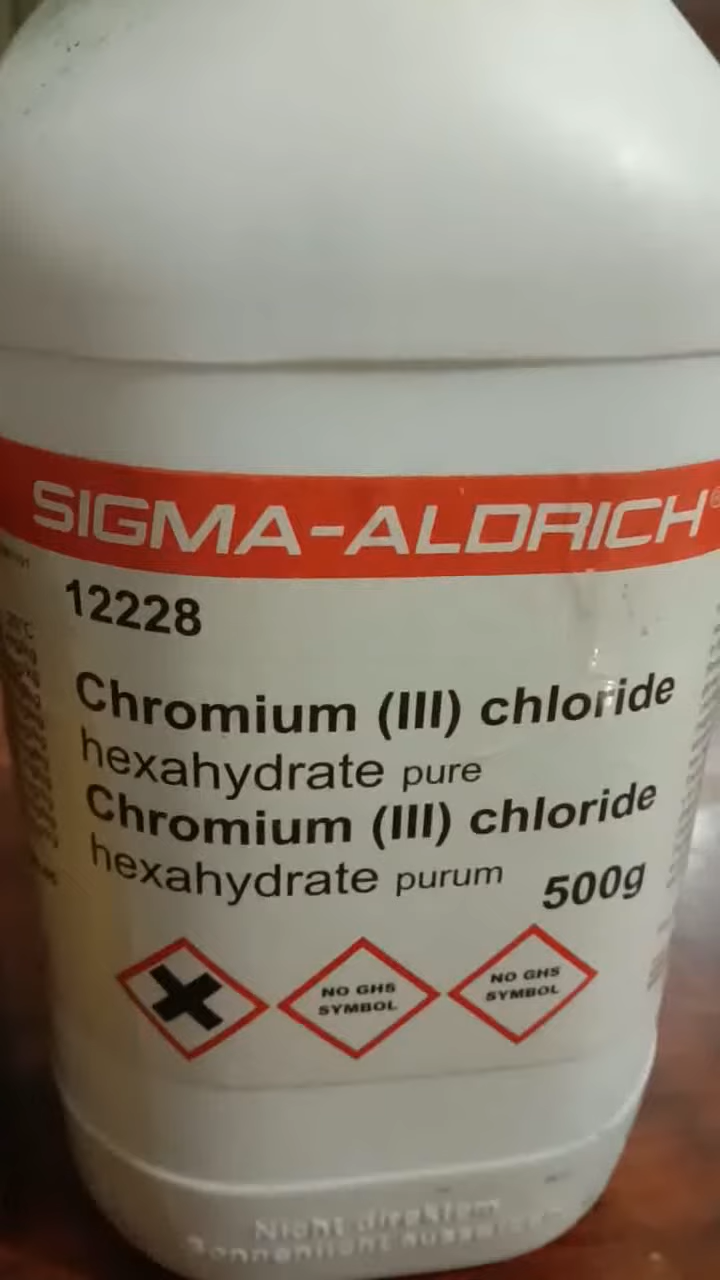 SIGMA-ALDRICH®
12228
Chromium (III) chloride
hexahydrate pure
Chromium (III) chloride
hexahydrate purum 500g
NO GHS
SYMBOL
NO GHS
SYMBOL
Nicht direktem
Sonnenlicht